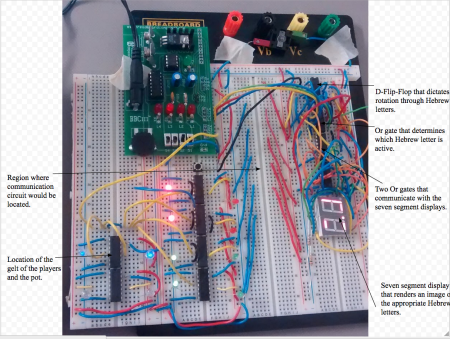 BREADBOARD
Vb
Vc
D-Flip-Flop that dictates
rotation through Hebrew
letters.
Or gate that determines
which Hebrew letter is
active.
Region where
communication
circuit would be
located.
Two Or gates that
communicate with the
seven segment displays.
Location of the
gelt of the players
and the pot.
Seven segment display
that renders an image o
the appropriate Hebrew
letters.